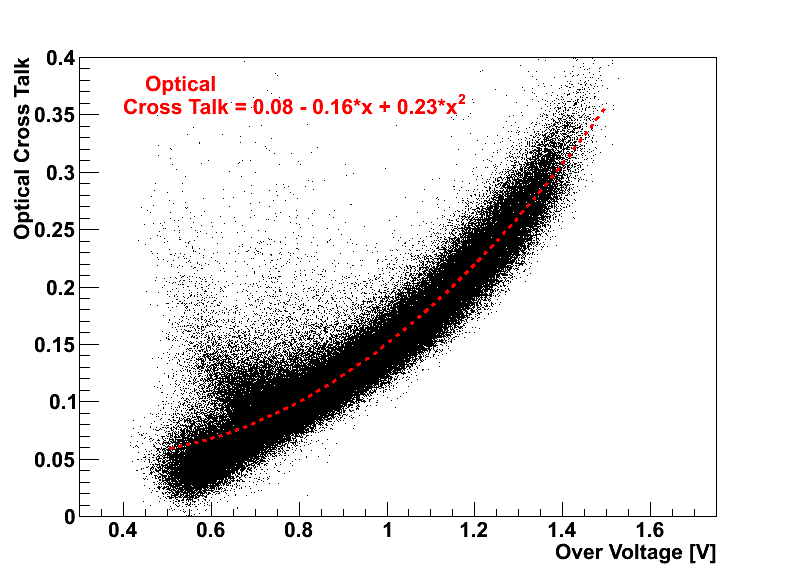 Optical
Cross Talk = 0.08 - 0.16*x + 0.23*x²
Optical Cross Talk
0.4
0.35
0.3
0.25
0.2
0.15
0.1
0.05
0
0.4 0.6 0.8 1 1.2 1.4 1.6
Over Voltage [V]